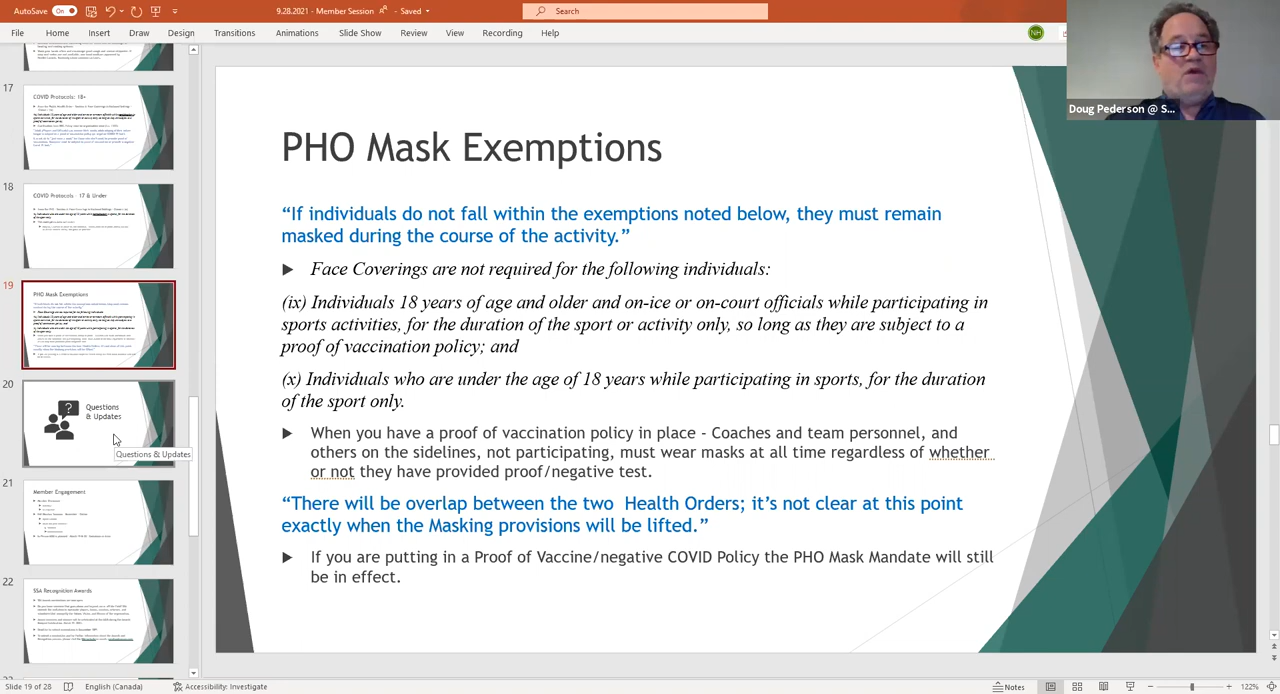 AutoSave On 9.28.2021 - Member Session - Saved Search
File Home Insert Draw Design Transitions Animations Slide Show Review View Recording Help NH
Doug Pederson @ S...
17
COVID Protocols: 18+
18
COVID Protocols - 17 & Under
19
PHO Mask Exemptions
20
Questions
& Updates
Questions & Updates
21
Member Engagement
22
SSA Recognition Awards
PHO Mask Exemptions
“If individuals do not fall within the exemptions noted below, they must remain
masked during the course of the activity.”
Face Coverings are not required for the following individuals:
(iv) Individuals 18 years of age and older and on-ice or on-court officials while participating in
sports activities, for the duration of the sport or activity only, so long as they are subject to a
proof of vaccination policy; and
(x) Individuals who are under the age of 18 years while participating in sports, for the duration
of the sport only.
When you have a proof of vaccination policy in place - Coaches and team personnel, and
others on the sidelines, not participating, must wear masks at all time regardless of whether
or not they have provided proof/negative test.
“There will be overlap between the two Health Orders; it’s not clear at this point
exactly when the Masking provisions will be lifted.”
If you are putting in a Proof of Vaccine/negative COVID Policy the PHO Mask Mandate will still
be in effect.
Slide 19 of 28 English (Canada) Accessibility: Investigate Notes 122%